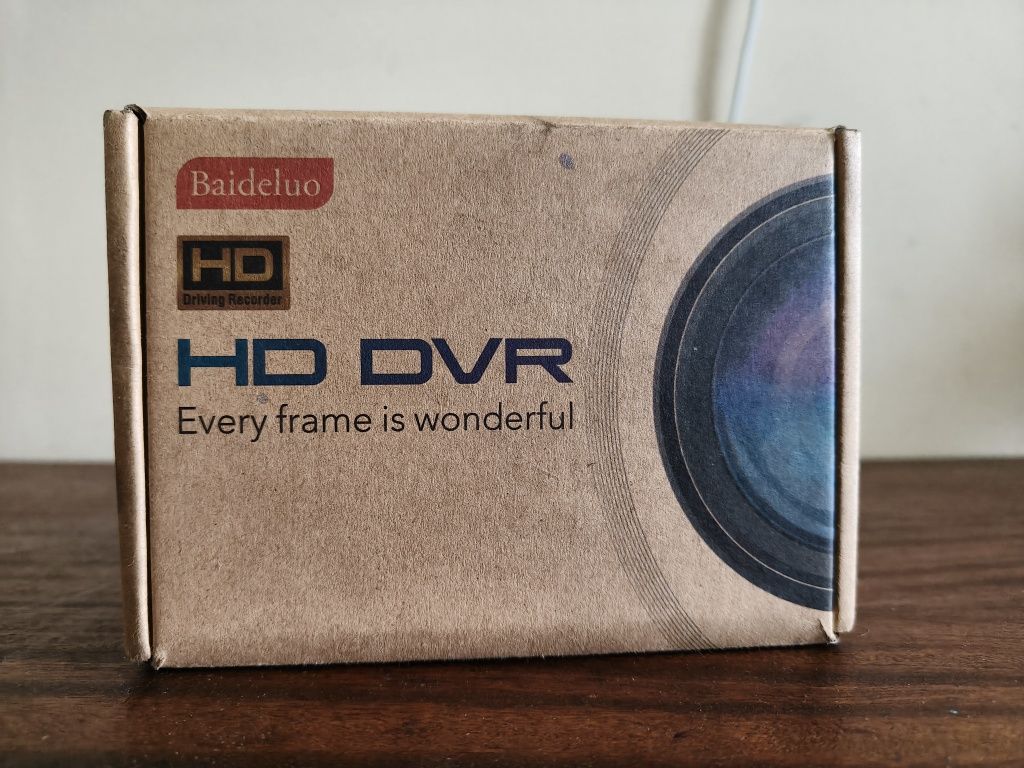 Baideluo
HD
Driving Recorder
HD DVR
Every frame is wonderful